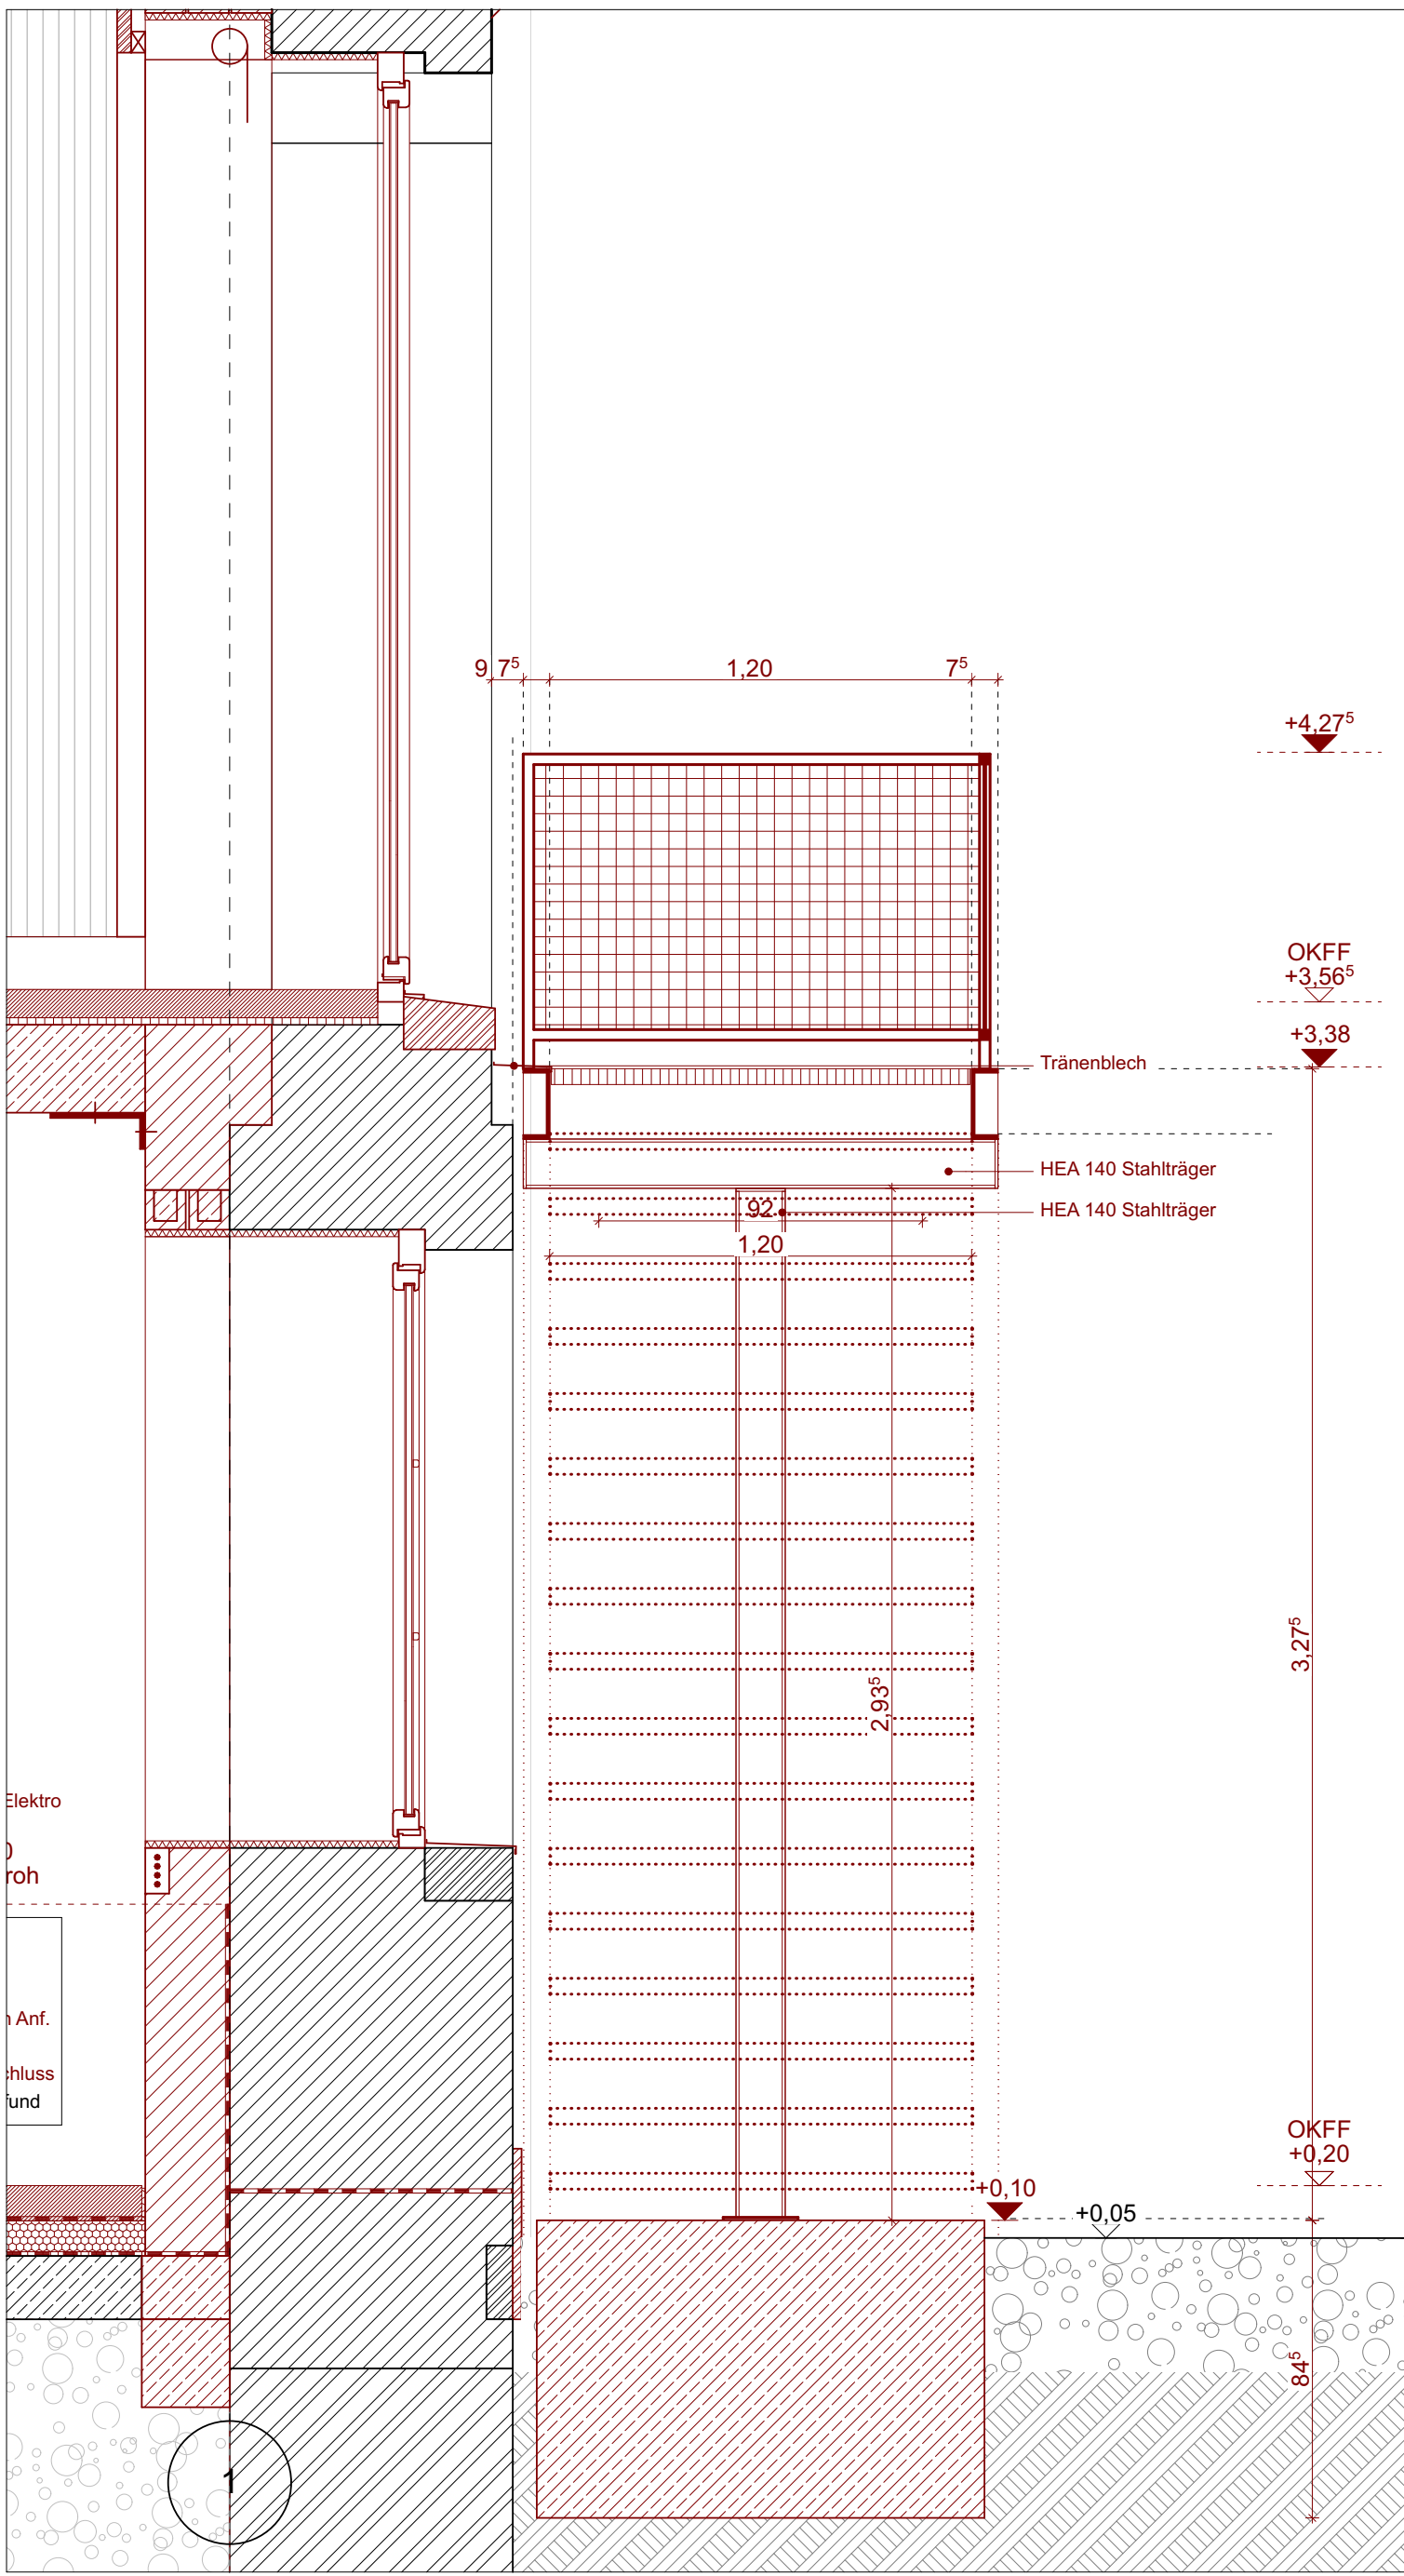 9 7⁵ 1,20 7⁵
+4,27⁵
OKFF
+3,56⁵
+3,38
Tränenblech
HEA 140 Stahlträger
HEA 140 Stahlträger
92
1,20
3,27⁵
2,93⁵
Elektro
roh
Anf.
chluss
fund
OKFF
+0,20
+0,10
+0,05
84⁵
1